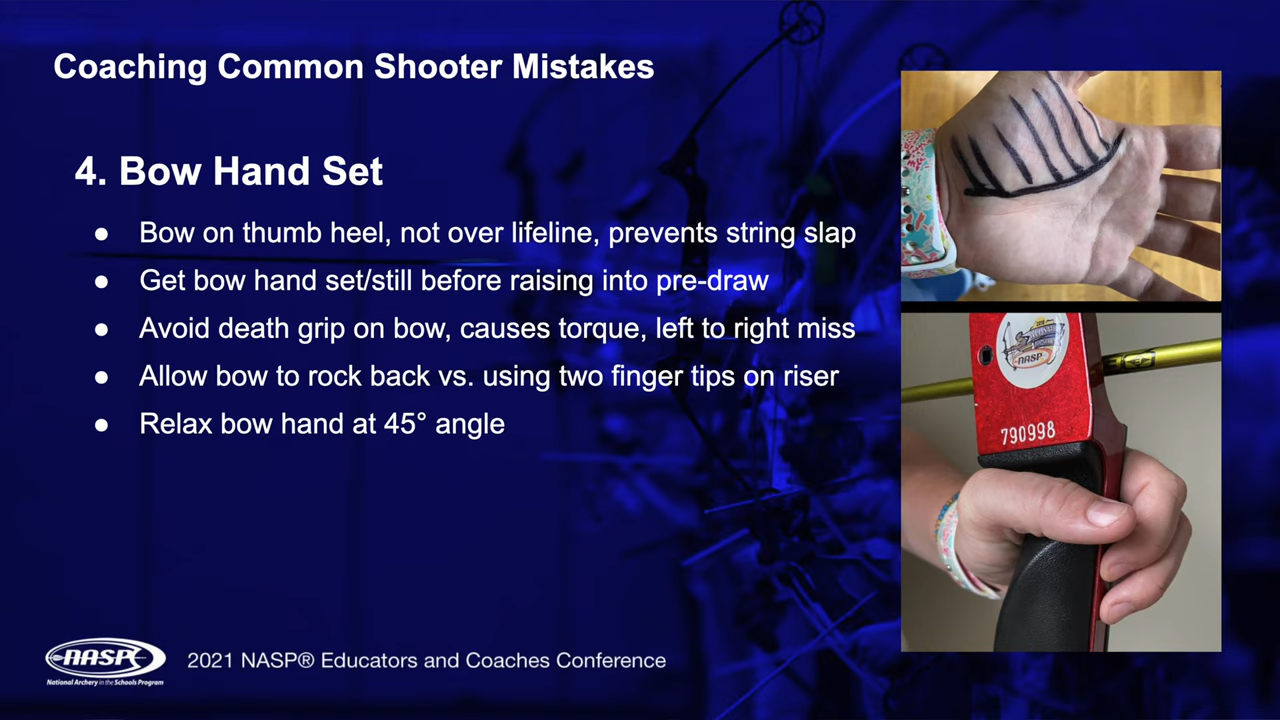 Coaching Common Shooter Mistakes
4. Bow Hand Set
● Bow on thumb heel, not over lifeline, prevents string slap
● Get bow hand set/still before raising into pre-draw
● Avoid death grip on bow, causes torque, left to right miss
● Allow bow to rock back vs. using two finger tips on riser
● Relax bow hand at 45° angle
NASP
790998
NASP
National Archery in the Schools Program
2021 NASP® Educators and Coaches Conference